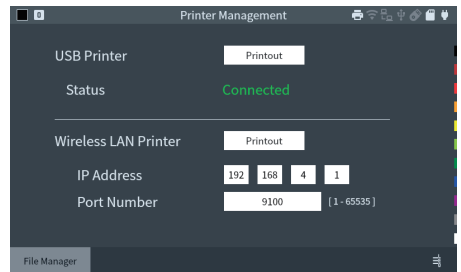 0 Printer Management
USB Printer Printout
Status Connected
Wireless LAN Printer Printout
IP Address 192 168 4 1
Port Number 9100 [1-65535]
File Manager